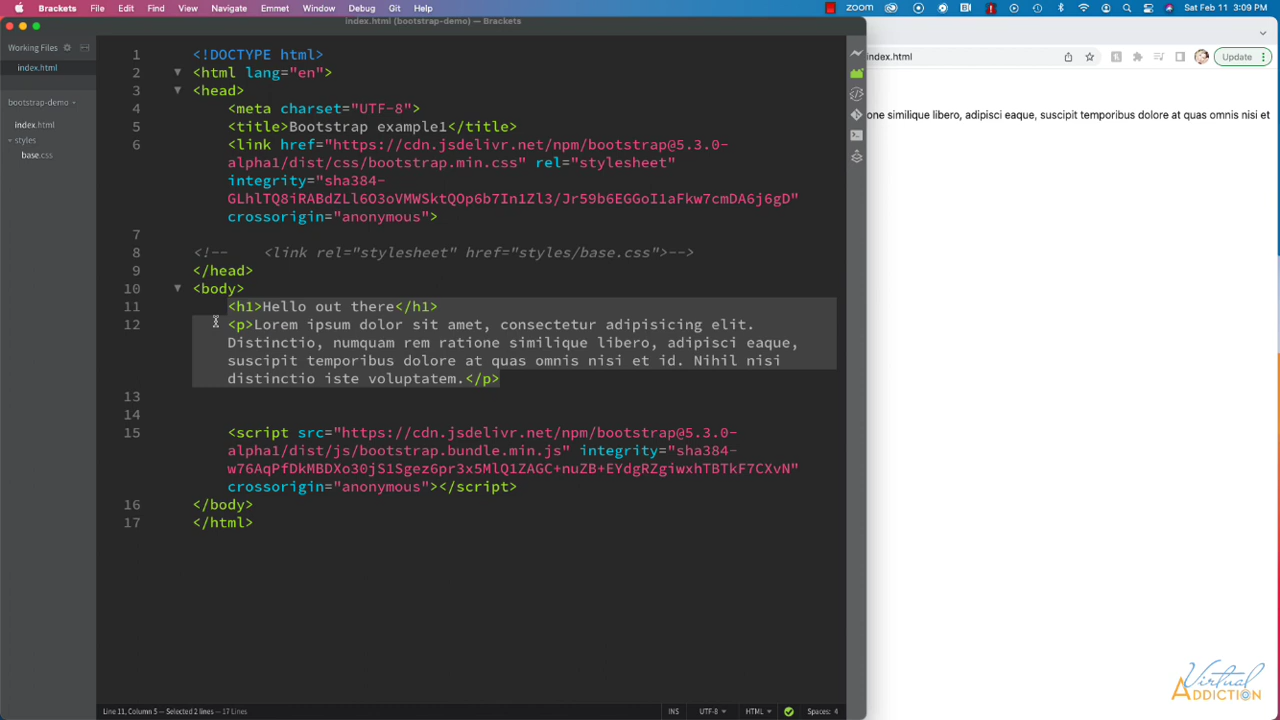 Brackets File Edit Find View Navigate Emmet Window Debug Git Help zoom Sat Feb 11 3:09 PM
index.html (bootstrap-demo) — Brackets
Working Files
index.html
bootstrap-demo
index.html
styles
base.css
1 <!DOCTYPE html>
2 <html lang="en">
3 <head>
4 <meta charset="UTF-8">
5 <title>Bootstrap example1</title>
6 <link href="https://cdn.jsdelivr.net/npm/bootstrap@5.3.0-
alpha1/dist/css/bootstrap.min.css" rel="stylesheet"
integrity="sha384-
GLhlTQ8iRABdZLl6O3oVMWSktQOp6b7In1Zl3/Jr59b6EGGoI1aFkw7cmDA6j6gD"
crossorigin="anonymous">
7
8 <!-- <link rel="stylesheet" href="styles/base.css">-->
9 </head>
10 <body>
11 <h1>Hello out there</h1>
12 <p>Lorem ipsum dolor sit amet, consectetur adipisicing elit.
Distinctio, numquam rem ratione similique libero, adipisci eaque,
suscipit temporibus dolore at quas omnis nisi et id. Nihil nisi
distinctio iste voluptatem.</p>
13
14
15 <script src="https://cdn.jsdelivr.net/npm/bootstrap@5.3.0-
alpha1/dist/js/bootstrap.bundle.min.js" integrity="sha384-
w76AqPfDkMBDXo30jS1Sgez6pr3x5MlQ1ZAGC+nuZB+EYdgRZgiwxhTBTkF7CXvN"
crossorigin="anonymous"></script>
16 </body>
17 </html>
Line 11, Column 5 — Selected 2 lines — 17 Lines
INS UTF-8 HTML Spaces: 4
index.html
Update
one similique libero, adipisci eaque, suscipit temporibus dolore at quas omnis nisi et
Virtual
ADDICTION